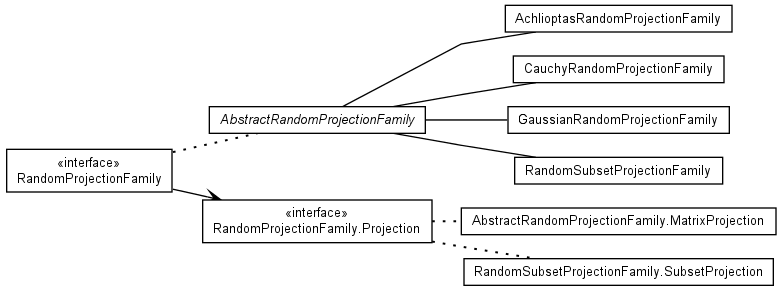 AchlioptasRandomProjectionFamily
CauchyRandomProjectionFamily
AbstractRandomProjectionFamily
GaussianRandomProjectionFamily
«interface»
RandomProjectionFamily
RandomSubsetProjectionFamily
«interface»
RandomProjectionFamily.Projection
AbstractRandomProjectionFamily.MatrixProjection
RandomSubsetProjectionFamily.SubsetProjection